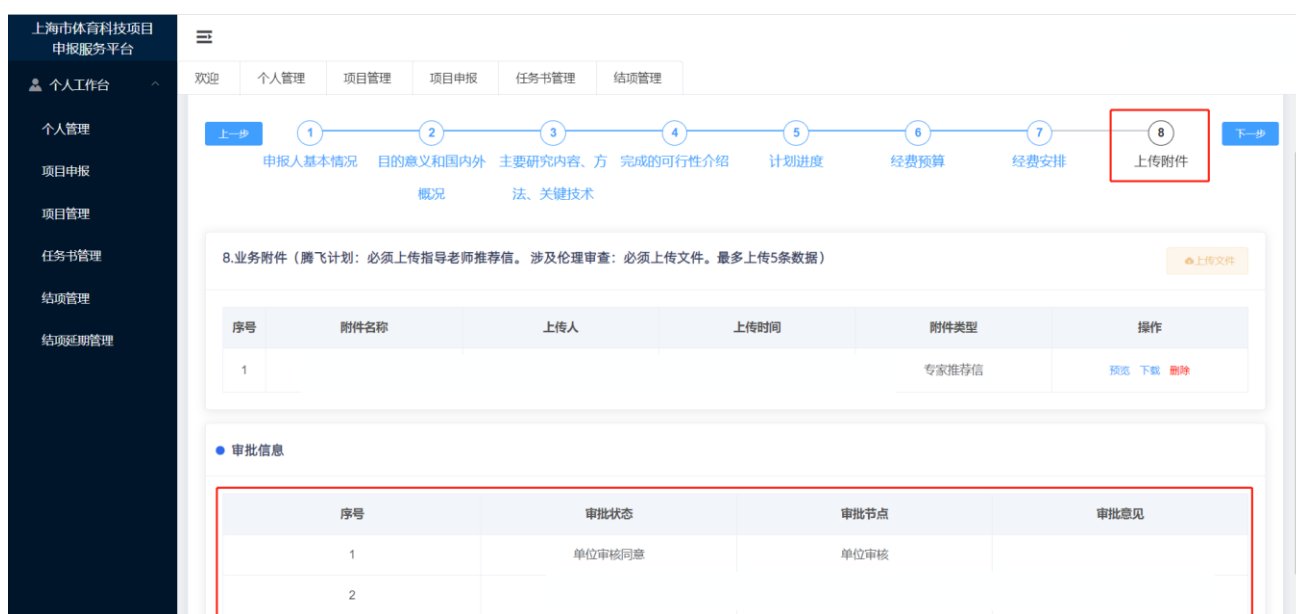 上海市体育科技项目
申报服务平台
个人工作台
个人管理
项目申报
项目管理
任务书管理
结项管理
结项延期管理
欢迎 个人管理 项目管理 项目申报 任务书管理 结项管理
上一步 1 2 3 4 5 6 7 8 下一步
申报人基本情况 目的意义和国内外 主要研究内容、方 完成的可行性介绍 计划进度 经费预算 经费安排 上传附件
概况 法、关键技术
8.业务附件（腾飞计划：必须上传指导老师推荐信。 涉及伦理审查：必须上传文件。最多上传5条数据） 上传文件
序号 附件名称 上传人 上传时间 附件类型 操作
1 专家推荐信 预览 下载 删除
审批信息
序号 审批状态 审批节点 审批意见
1 单位审核同意 单位审核
2